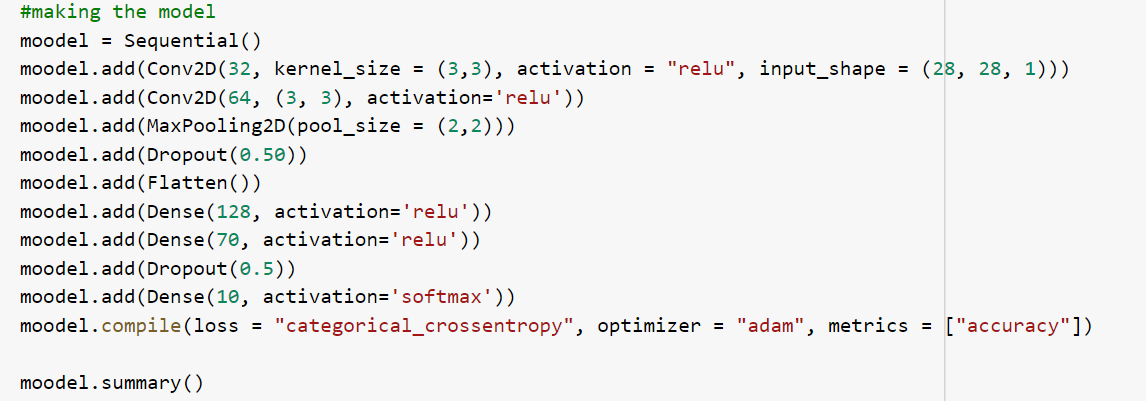 #making the model
moodel = Sequential()
moodel.add(Conv2D(32, kernel_size = (3,3), activation = "relu", input_shape = (28, 28, 1)))
moodel.add(Conv2D(64, (3, 3), activation='relu'))
moodel.add(MaxPooling2D(pool_size = (2,2)))
moodel.add(Dropout(0.50))
moodel.add(Flatten())
moodel.add(Dense(128, activation='relu'))
moodel.add(Dense(70, activation='relu'))
moodel.add(Dropout(0.5))
moodel.add(Dense(10, activation='softmax'))
moodel.compile(loss = "categorical_crossentropy", optimizer = "adam", metrics = ["accuracy"])
moodel.summary()